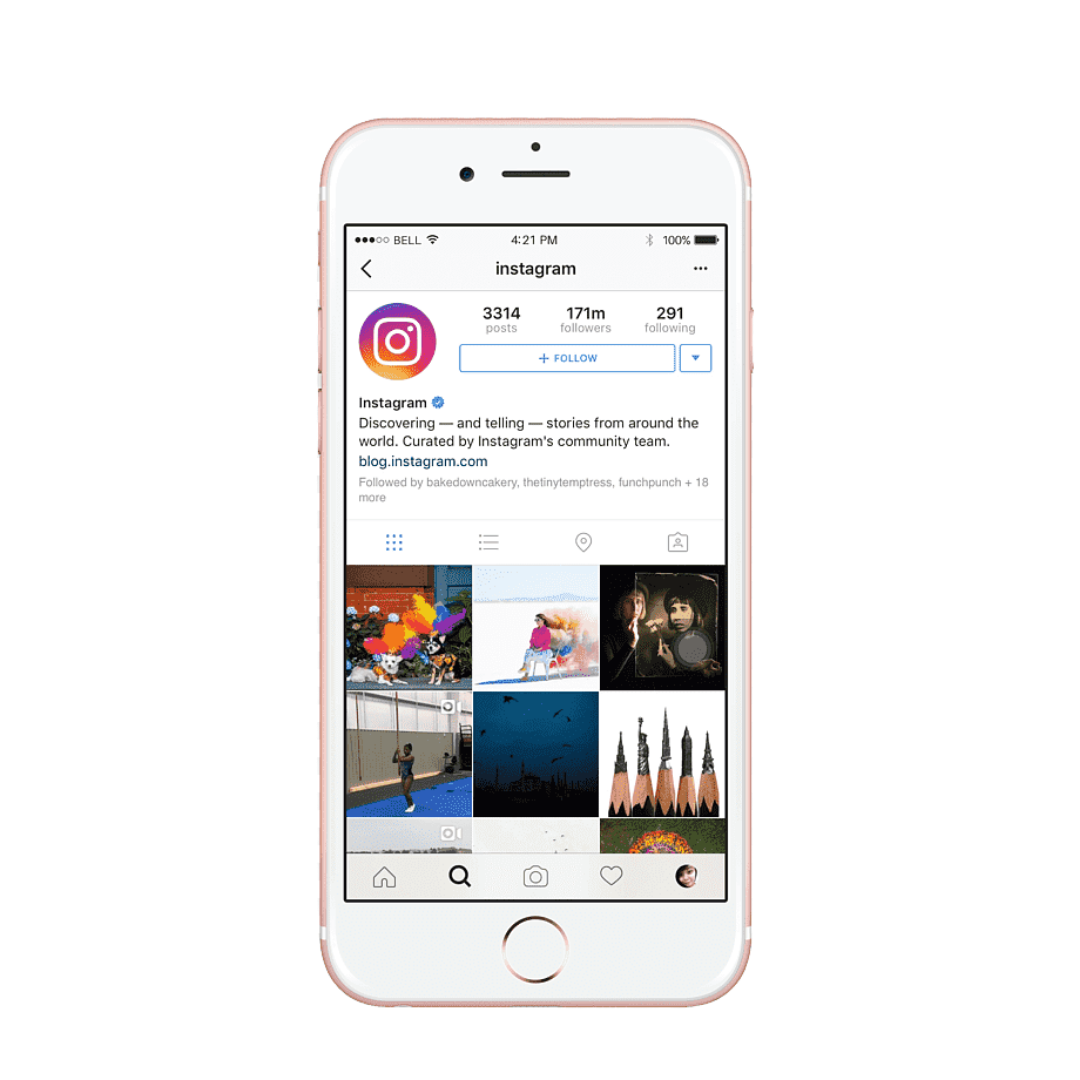 BELL 4:21 PM 100%
instagram
3314 171m 291
posts followers following
+ FOLLOW
Instagram
Discovering — and telling — stories from around the
world. Curated by Instagram's community team.
blog.instagram.com
Followed by bakedowncakery, thetinytemptress, funchpunch + 18
more